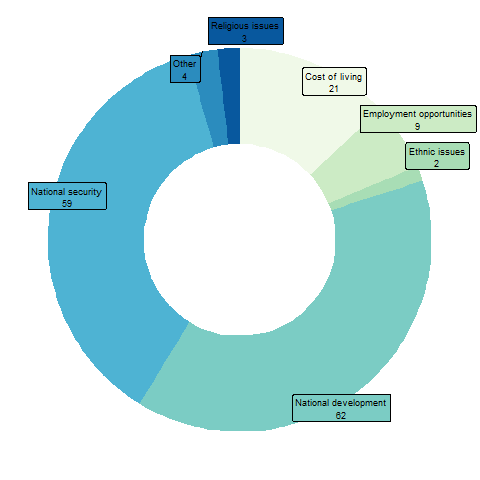 Religious issues
3
Other
4
Cost of living
21
Employment opportunities
9
Ethnic issues
2
National security
59
National development
62